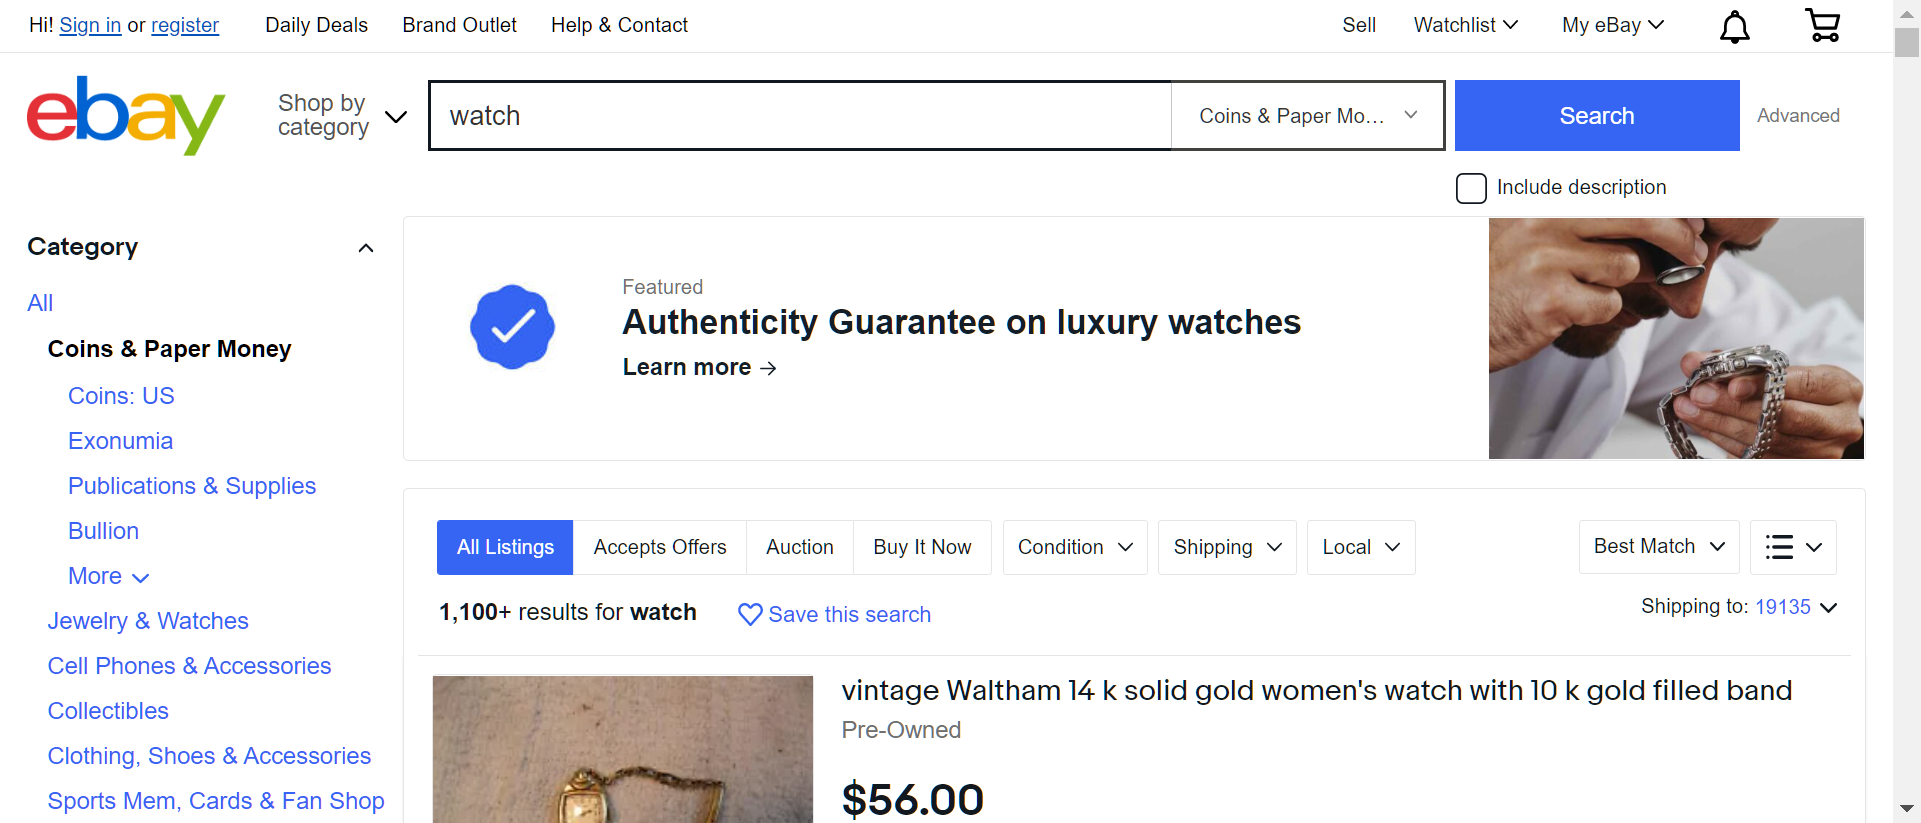 Hi! Sign in or register Daily Deals Brand Outlet Help & Contact Sell Watchlist My eBay
ebay
Shop by
category
watch
Coins & Paper Mo...
Search
Advanced
Include description
Category
All
Coins & Paper Money
Coins: US
Exonumia
Publications & Supplies
Bullion
More
Jewelry & Watches
Cell Phones & Accessories
Collectibles
Clothing, Shoes & Accessories
Sports Mem, Cards & Fan Shop
Featured
Authenticity Guarantee on luxury watches
Learn more →
All Listings Accepts Offers Auction Buy It Now Condition Shipping Local Best Match
1,100+ results for watch Save this search Shipping to: 19135
vintage Waltham 14 k solid gold women's watch with 10 k gold filled band
Pre-Owned
$56.00